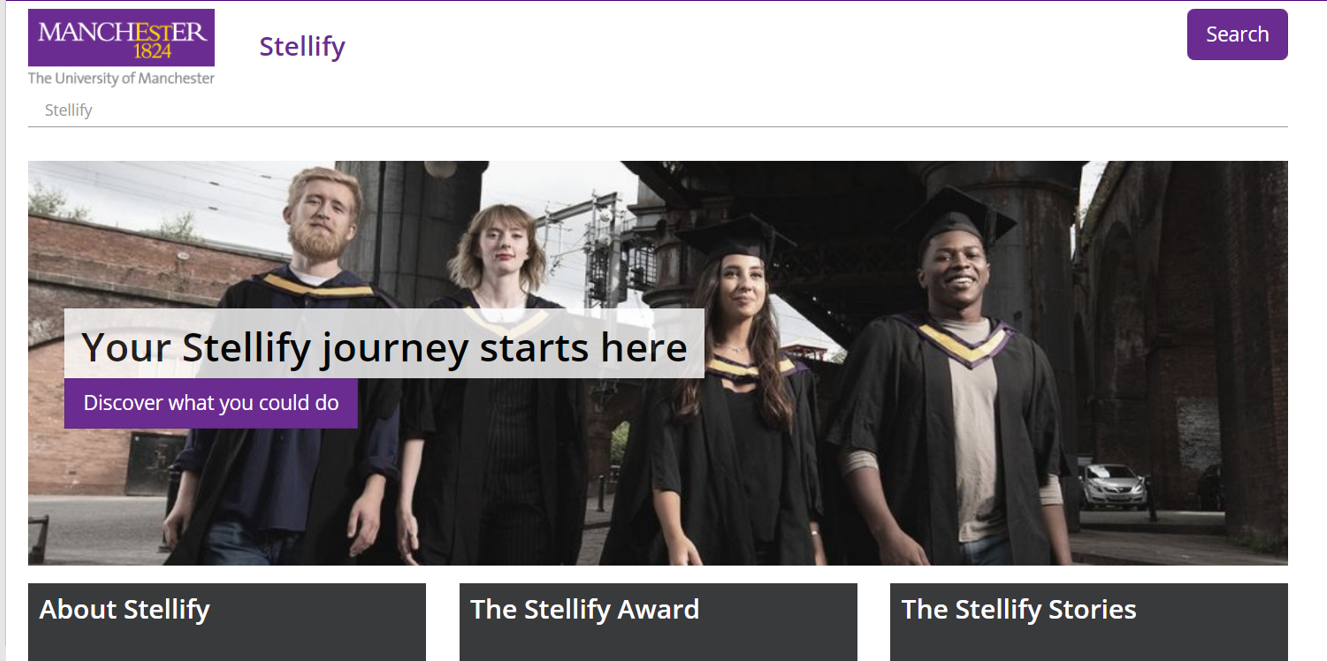 MANCHESTER
1824
The University of Manchester
Stellify
Search
Stellify
Your Stellify journey starts here
Discover what you could do
About Stellify
The Stellify Award
The Stellify Stories